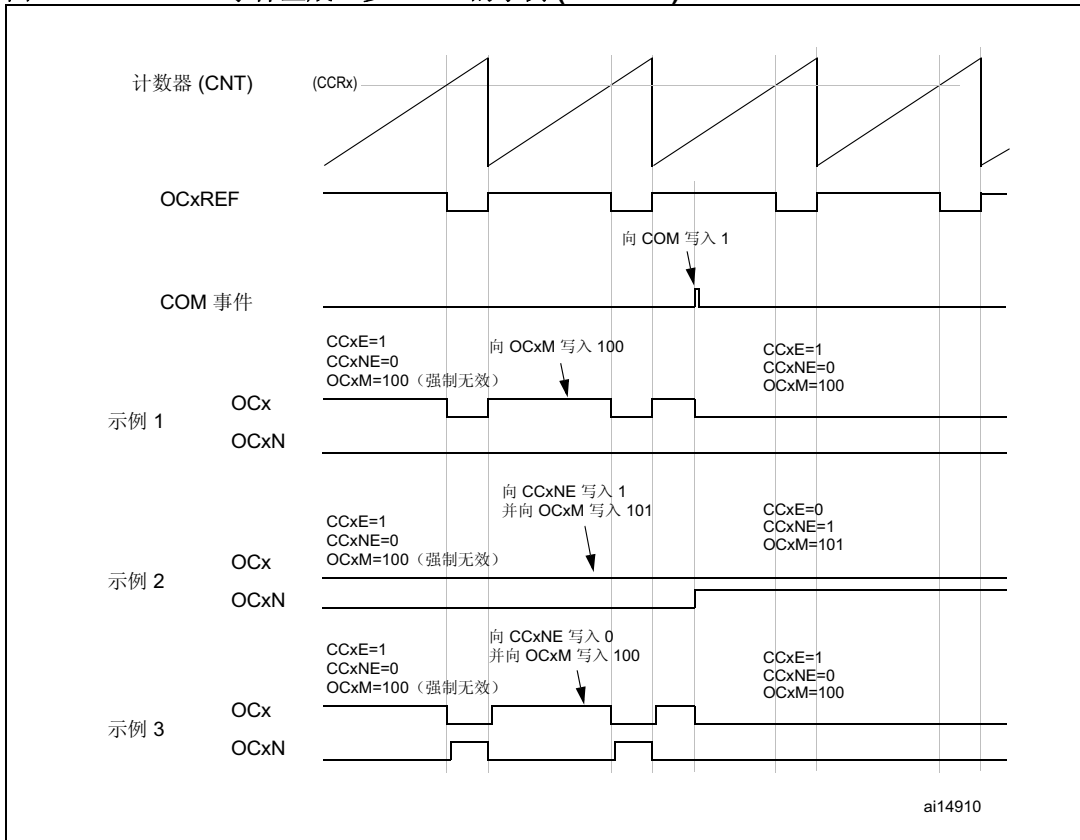 计数器 (CNT)
(CCRx)
OCxREF
向 COM 写入 1
COM 事件
CCxE=1
CCxNE=0
OCxM=100（强制无效）
向 OCxM 写入 100
CCxE=1
CCxNE=0
OCxM=100
示例 1
OCx
OCxN
向 CCxNE 写入 1
并向 OCxM 写入 101
CCxE=1
CCxNE=0
OCxM=100（强制无效）
CCxE=0
CCxNE=1
OCxM=101
示例 2
OCx
OCxN
向 CCxNE 写入 0
并向 OCxM 写入 100
CCxE=1
CCxNE=0
OCxM=100（强制无效）
CCxE=1
CCxNE=0
OCxM=100
示例 3
OCx
OCxN
ai14910